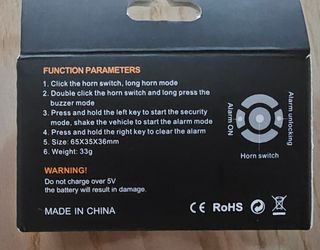 FUNCTION PARAMETERS
1. Click the horn switch, long horn mode
2. Double click the horn switch and long press the
buzzer mode
3. Press and hold the left key to start the security
mode, shake the vehicle to start the alarm mode
4. Press and hold the right key to clear the alarm
5. Size: 65X35X36mm
6. Weight: 33g
Alarm ON
Alarm unlocking
Horn switch
WARNING!
Do not charge over 5V
the battery will result in damage.
MADE IN CHINA
CE RoHS